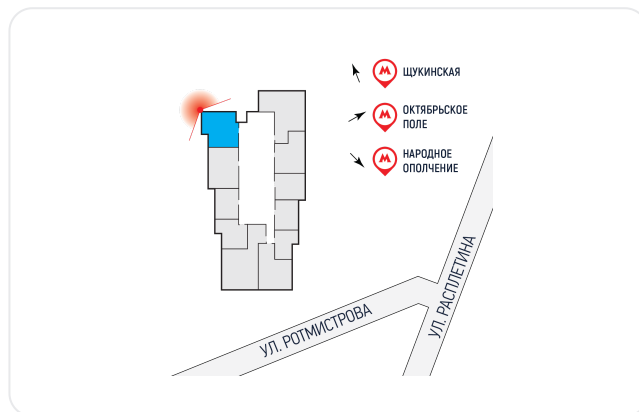 ЩУКИНСКАЯ
ОКТЯБРЬСКОЕ
ПОЛЕ
НАРОДНОЕ
ОПОЛЧЕНИЕ
УЛ. РОТМИСТРОВА
УЛ. РАСПЛЕТИНА